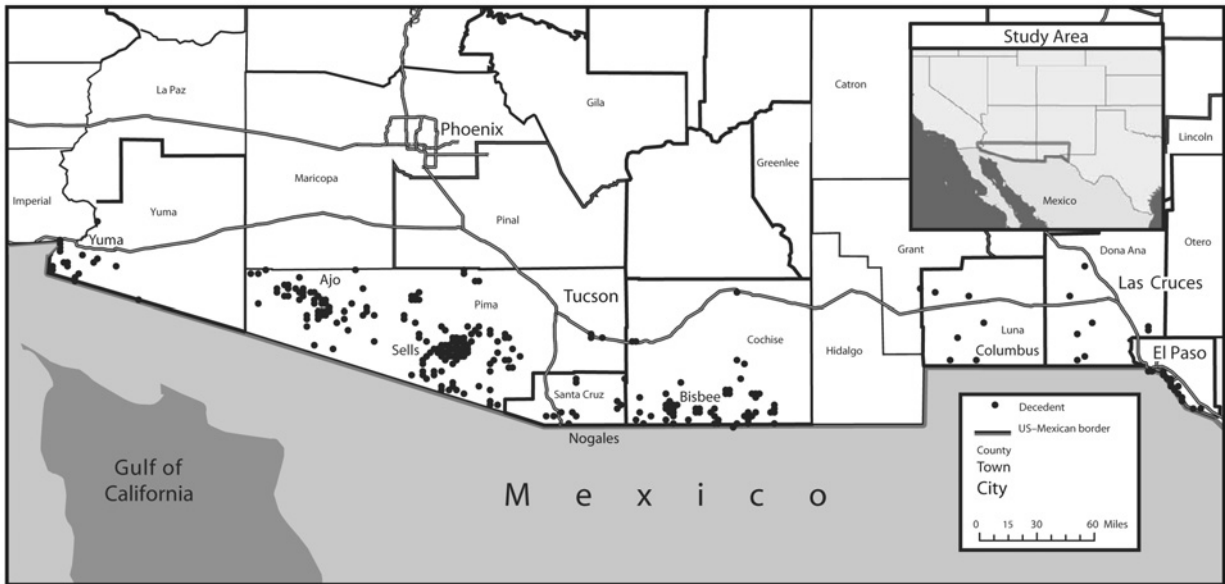 Study Area
Mexico
La Paz
Gila
Catron
Lincoln
Phoenix
Greenlee
Maricopa
Imperial
Yuma
Pinal
Grant
Otero
Yuma
Dona Ana
Las Cruces
Ajo
Tucson
Pima
Sells
Cochise
Hidalgo
Luna
Columbus
El Paso
Santa Cruz
Bisbee
Nogales
Gulf of
California
Mexico
Decedent
US–Mexican border
County
Town
City
0 15 30 60 Miles